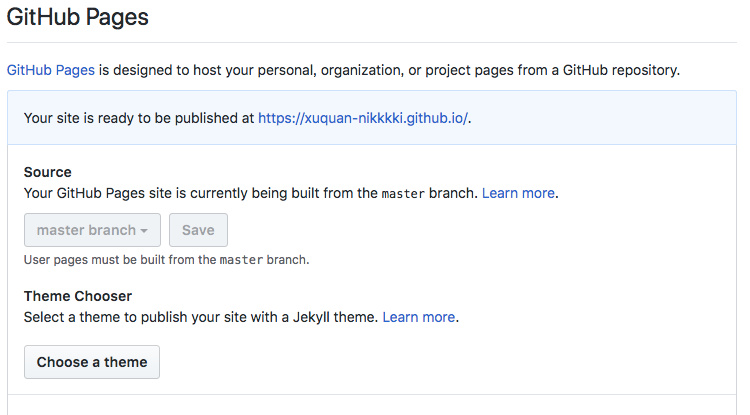 GitHub Pages
GitHub Pages is designed to host your personal, organization, or project pages from a GitHub repository.
Your site is ready to be published at https://xuquan-nikkkki.github.io/.
Source
Your GitHub Pages site is currently being built from the master branch. Learn more.
master branch Save
User pages must be built from the master branch.
Theme Chooser
Select a theme to publish your site with a Jekyll theme. Learn more.
Choose a theme